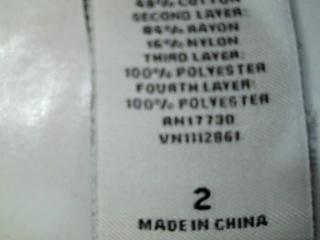 COTTON
SECOND LAYER:
84% RAYON
16% NYLON
THIRD LAYER:
100% POLYESTER
FOURTH LAYER:
100% POLYESTER
RN17730
VN1112861
2
MADE IN CHINA